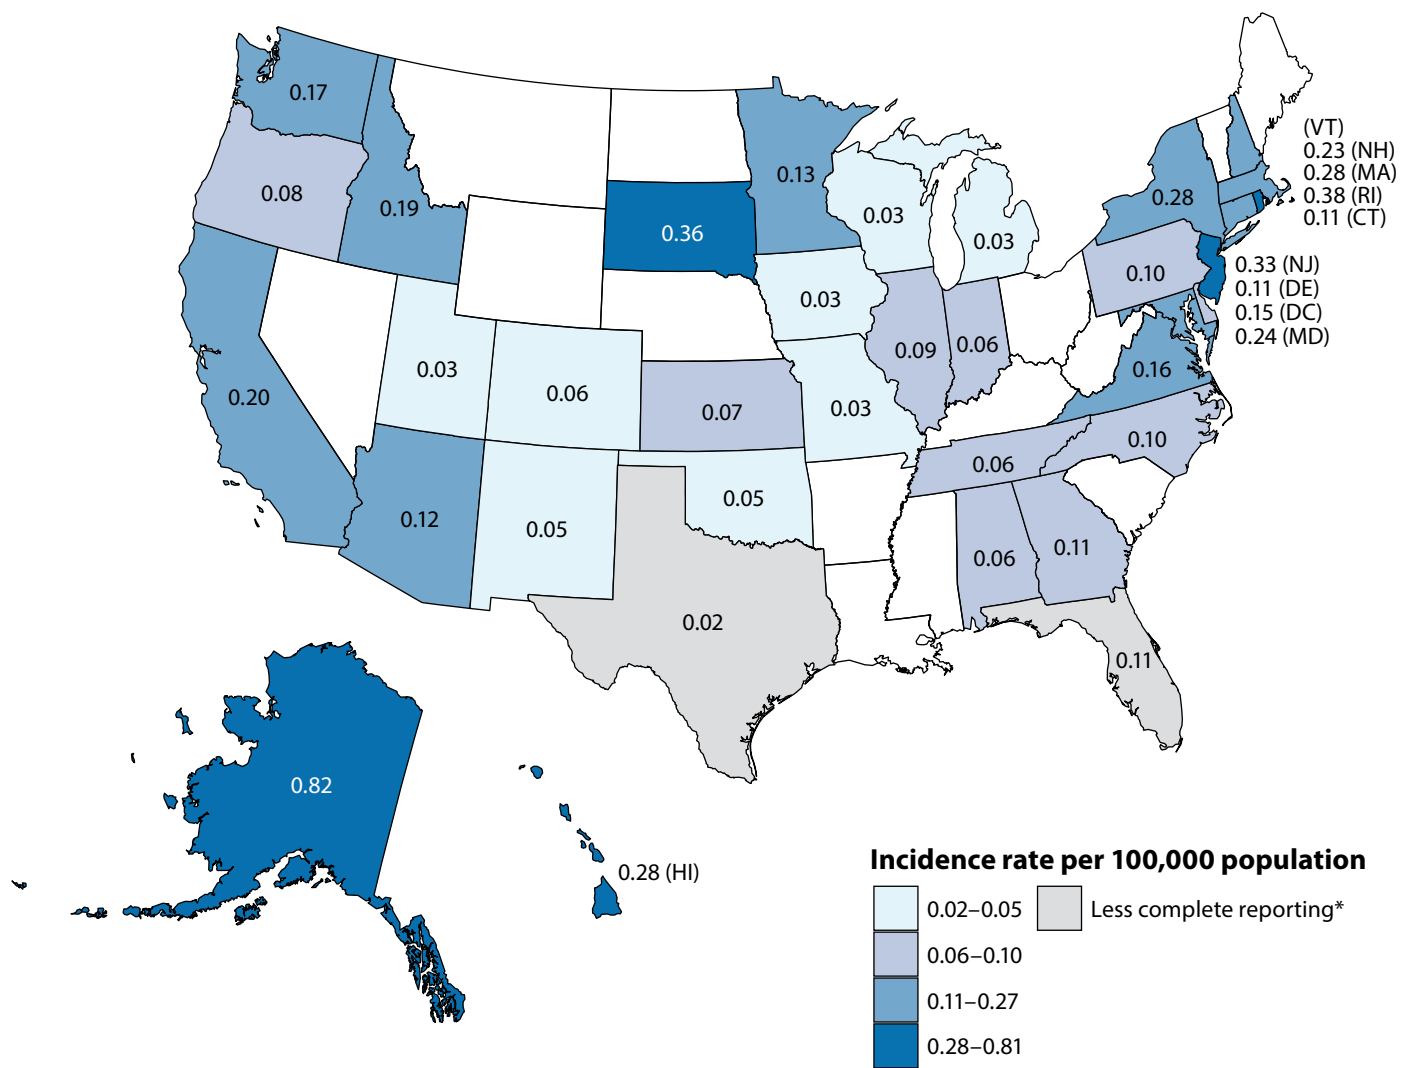 0.17
0.08
0.19
0.20
0.03
0.12
0.06
0.05
0.36
0.07
0.05
0.02
0.13
0.03
0.03
0.03
0.03
0.09
0.06
0.06
0.06
0.11
0.11
0.10
0.16
0.10
0.28
(VT)
0.23 (NH)
0.28 (MA)
0.38 (RI)
0.11 (CT)
0.33 (NJ)
0.11 (DE)
0.15 (DC)
0.24 (MD)
0.82
0.28 (HI)
Incidence rate per 100,000 population
0.02–0.05
Less complete reporting*
0.06–0.10
0.11–0.27
0.28–0.81